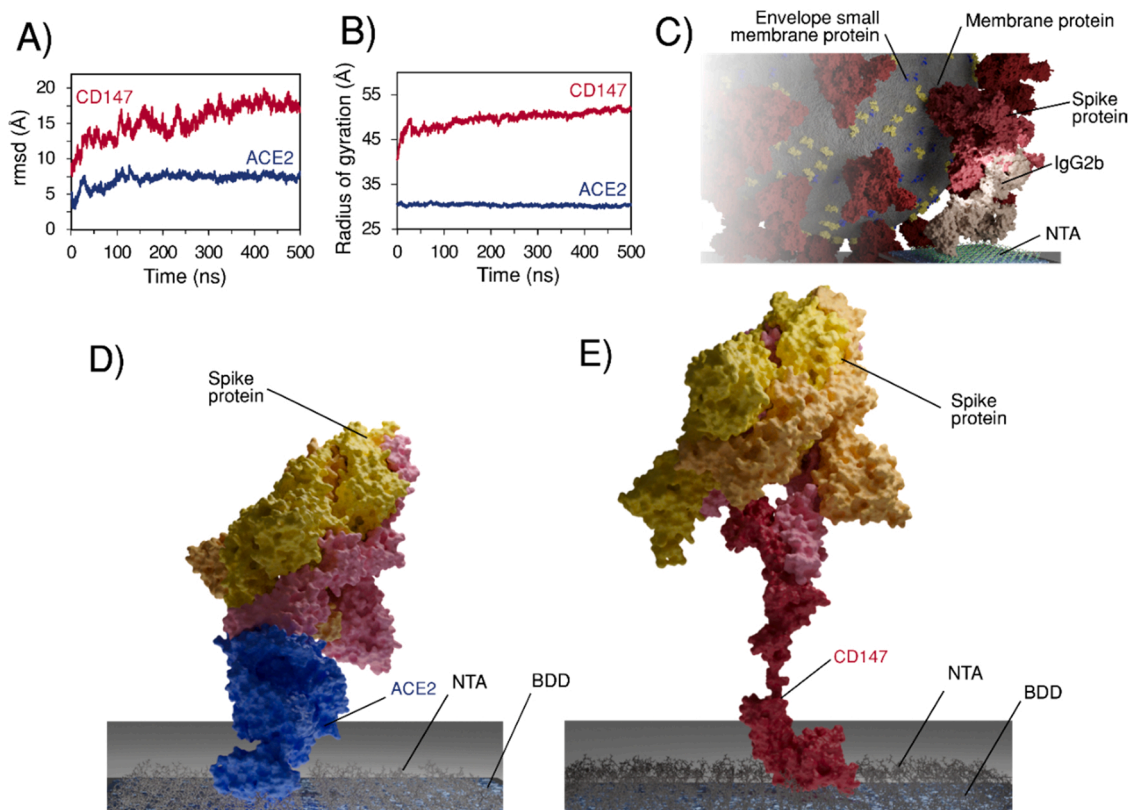 A)
rmsd (Å)
20
15
10
5
0
CD147
ACE2
0 100 200 300 400 500
Time (ns)
B)
Radius of gyration (Å)
55
45
35
25
CD147
ACE2
0 100 200 300 400 500
Time (ns)
C)
Envelope small
membrane protein
Membrane protein
Spike
protein
IgG2b
NTA
D)
Spike
protein
ACE2
NTA
BDD
E)
Spike
protein
CD147
NTA
BDD